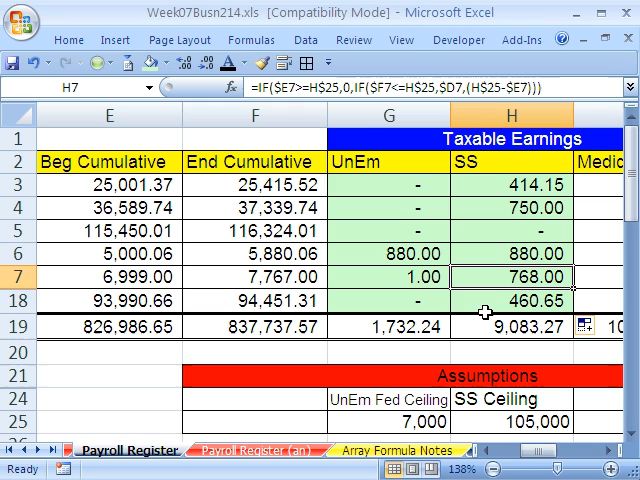 Week07Busn214.xls [Compatibility Mode] - Microsoft Excel
Home Insert Page Layout Formulas Data Review View Developer Add-Ins
H7 fx =IF($E7>=H$25,0,IF($F7<=H$25,$D7,(H$25-$E7)))
E F G H
1 Taxable Earnings
2 Beg Cumulative End Cumulative UnEm SS Medic
3 25,001.37 25,415.52 - 414.15
4 36,589.74 37,339.74 - 750.00
5 115,450.01 116,324.01 - -
6 5,000.06 5,880.06 880.00 880.00
7 6,999.00 7,767.00 1.00 768.00
18 93,990.66 94,451.31 - 460.65
19 826,986.65 837,737.57 1,732.24 9,083.27 10
20
21 Assumptions
24 UnEm Fed Ceiling SS Ceiling
25 7,000 105,000
Payroll Register Payroll Register (an) Array Formula Notes
Ready 138%